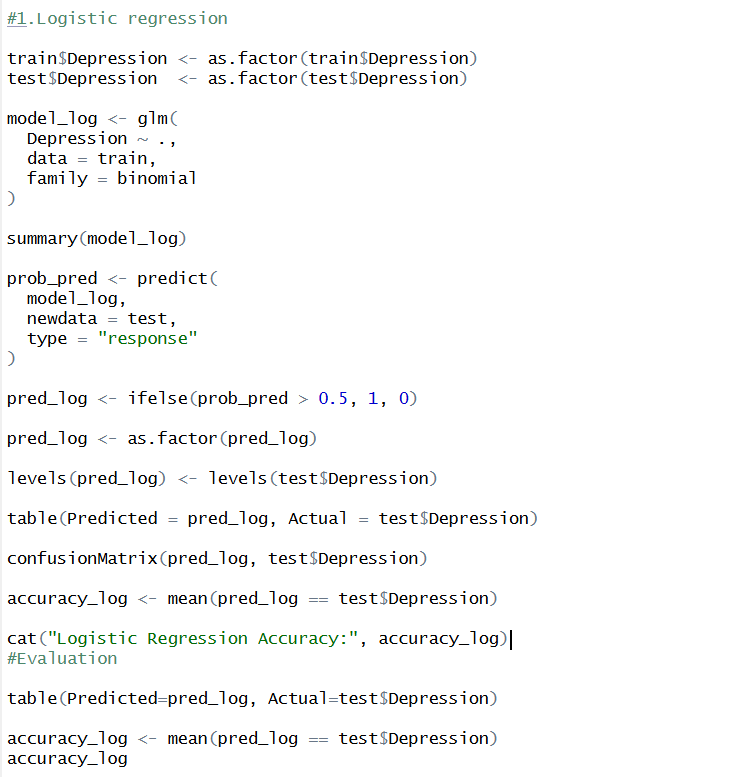 #1.Logistic regression
train$Depression <- as.factor(train$Depression)
test$Depression  <- as.factor(test$Depression)
model_log <- glm(
  Depression ~ .,
  data = train,
  family = binomial
)
summary(model_log)
prob_pred <- predict(
  model_log,
  newdata = test,
  type = "response"
)
pred_log <- ifelse(prob_pred > 0.5, 1, 0)
pred_log <- as.factor(pred_log)
levels(pred_log) <- levels(test$Depression)
table(Predicted = pred_log, Actual = test$Depression)
confusionMatrix(pred_log, test$Depression)
accuracy_log <- mean(pred_log == test$Depression)
cat("Logistic Regression Accuracy:", accuracy_log)
#Evaluation
table(Predicted=pred_log, Actual=test$Depression)
accuracy_log <- mean(pred_log == test$Depression)
accuracy_log